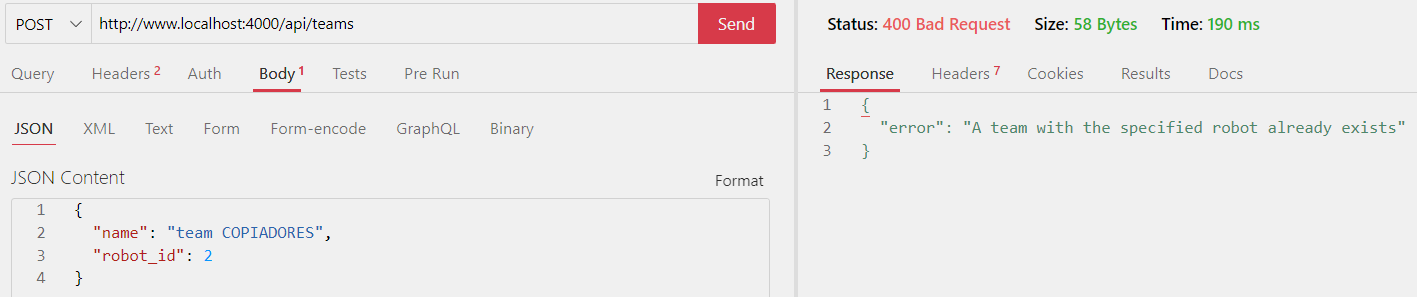 POST http://www.localhost:4000/api/teams Send
Query Headers 2 Auth Body 1 Tests Pre Run
JSON XML Text Form Form-encode GraphQL Binary
JSON Content Format
1 {
2 "name": "team COPIADORES",
3 "robot_id": 2
4 }
Status: 400 Bad Request Size: 58 Bytes Time: 190 ms
Response Headers 7 Cookies Results Docs
1 {
2 "error": "A team with the specified robot already exists"
3 }